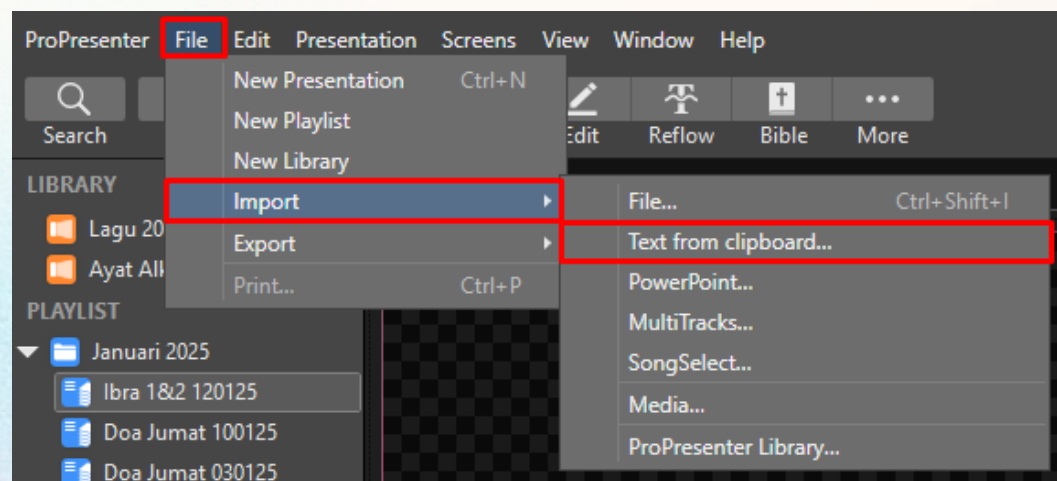 ProPresenter File Edit Presentation Screens View Window Help
New Presentation Ctrl+N
New Playlist
New Library
Import
Export
Print... Ctrl+P
Search
Reflow
Bible
More
File... Ctrl+Shift+I
Text from clipboard...
PowerPoint...
MultiTracks...
SongSelect...
Media...
ProPresenter Library...
LIBRARY
Lagu 20
Ayat
PLAYLIST
Januari 2025
Ibra 1&2 120125
Doa Jumat 100125
Doa Jumat 030125